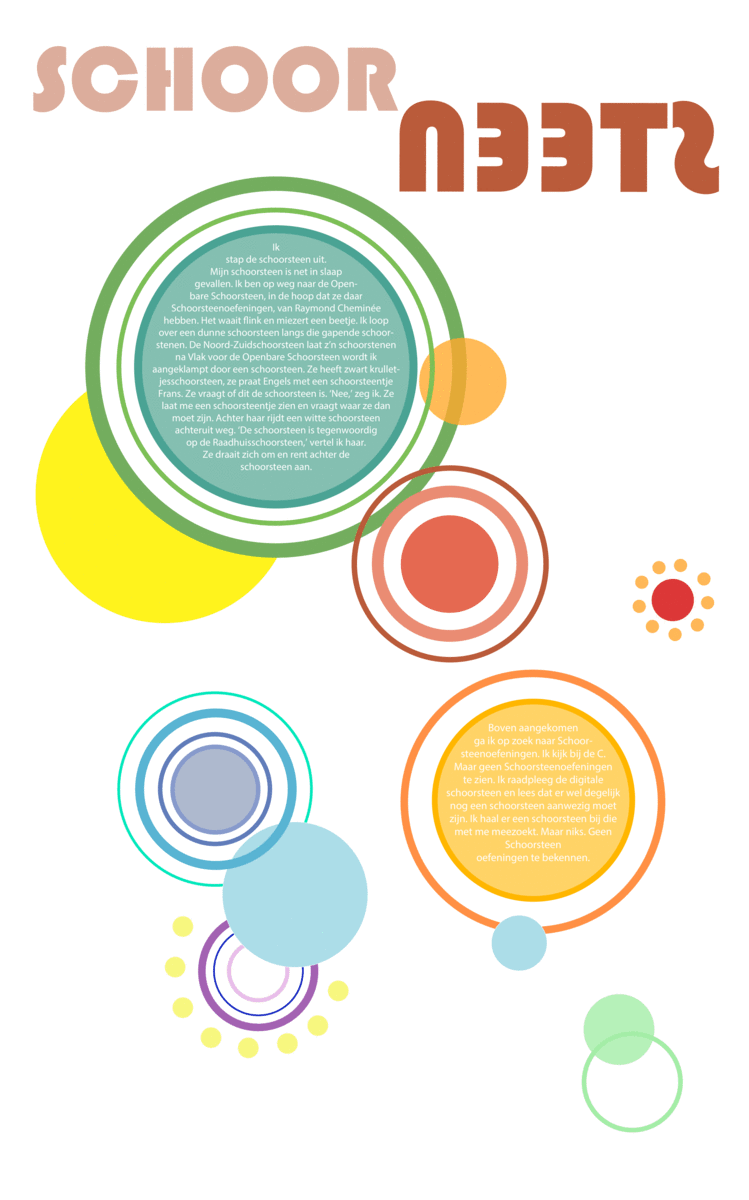 SCHOOR
STEEN
Ik
stap de schoorsteen uit.
Mijn schoorsteen is net in slaap
gevallen. Ik ben op weg naar de Open-
bare Schoorsteen, in de hoop dat ze daar
Schoorsteenoefeningen, van Raymond Cheminée
hebben. Het waait flink en miezert een beetje. Ik loop
over een dunne schoorsteen langs die gapende schoor-
stenen. De Noord-Zuidschoorsteen laat z'n schoorstenen
na Vlak voor de Openbare Schoorsteen wordt ik
aangeklampt door een schoorsteen. Ze heeft zwart krullet-
jesschoorsteen, ze praat Engels met een schoorsteentje
Frans. Ze vraagt of dit de schoorsteen is. 'Nee,' zeg ik. Ze
laat me een schoorsteentje zien en vraagt waar ze dan
moet zijn. Achter haar rijdt een witte schoorsteen
achteruit weg. 'De schoorsteen is tegenwoordig
op de Raadhuisschoorsteen,' vertel ik haar.
Ze draait zich om en rent achter de
schoorsteen aan.
Boven aangekomen
ga ik op zoek naar Schoor-
steenoefeningen. Ik kijk bij de C.
Maar geen Schoorsteenoefeningen
te zien. Ik raadpleeg de digitale
schoorsteen en lees dat er wel degelijk
nog een schoorsteen aanwezig moet
zijn. Ik haal er een schoorsteen bij die
met me meezoekt. Maar niks. Geen
Schoorsteen
oefeningen te bekennen.